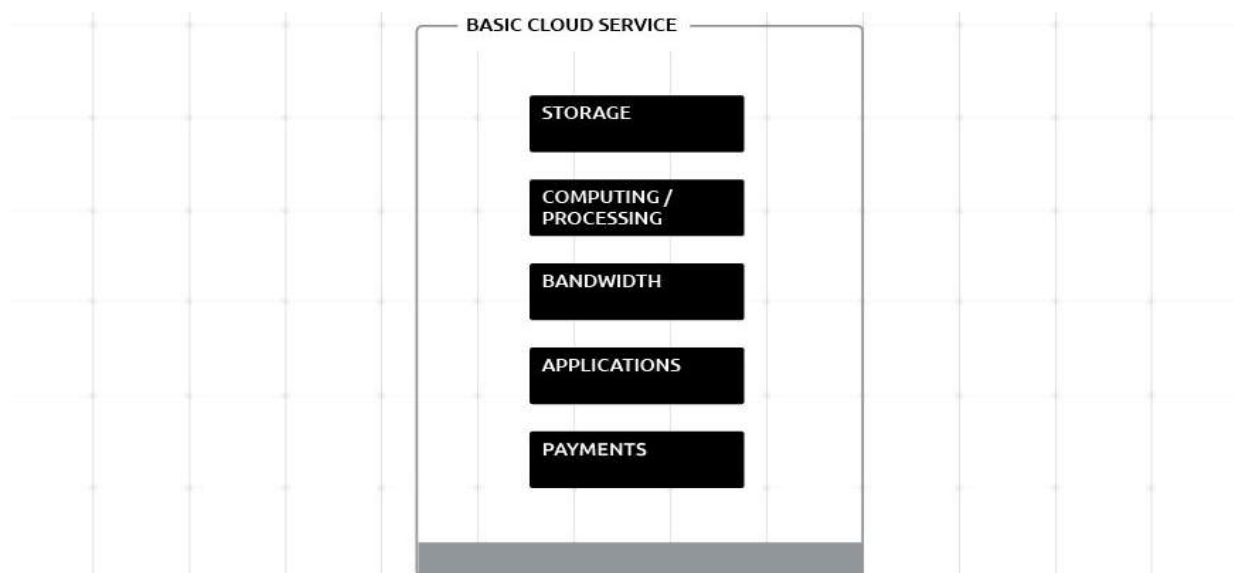 BASIC CLOUD SERVICE
STORAGE
COMPUTING /
PROCESSING
BANDWIDTH
APPLICATIONS
PAYMENTS